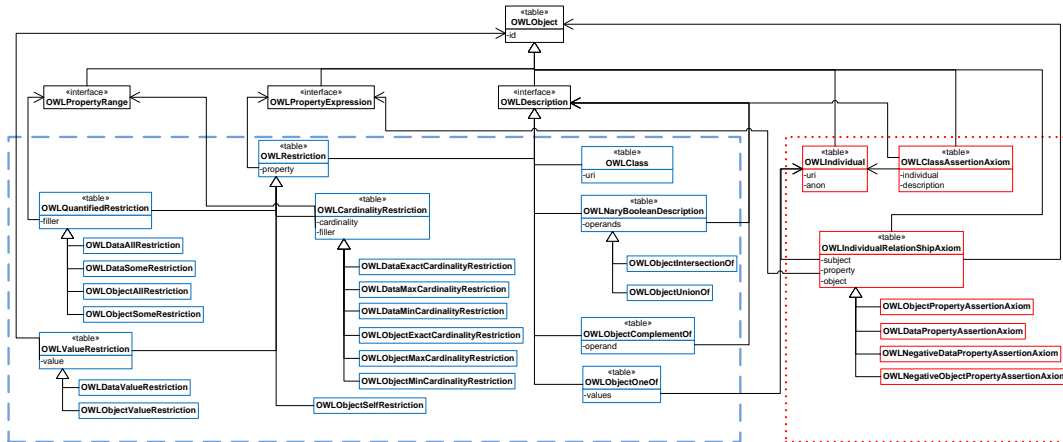 «table»
OWLObject
-id
«interface»
OWLPropertyRange
«interface»
OWLPropertyExpression
«interface»
OWLDescription
«table»
OWLRestriction
-property
«table»
OWLClass
-uri
«table»
OWLIndividual
-uri
-anon
«table»
OWLClassAssertionAxiom
-individual
-description
«table»
OWLQuantifiedRestriction
-filler
«table»
OWLCardinalityRestriction
-cardinality
-filler
«table»
OWLNaryBooleanDescription
-operands
«table»
OWLIndividualRelationShipAxiom
-subject
-property
-object
OWLDataAllRestriction
OWLDataSomeRestriction
OWLObjectAllRestriction
OWLObjectSomeRestriction
OWLDataExactCardinalityRestriction
OWLDataMaxCardinalityRestriction
OWLDataMinCardinalityRestriction
OWLObjectExactCardinalityRestriction
OWLObjectMaxCardinalityRestriction
OWLObjectMinCardinalityRestriction
OWLObjectIntersectionOf
OWLObjectUnionOf
OWLObjectPropertyAssertionAxiom
OWLDataPropertyAssertionAxiom
OWLNegativeDataPropertyAssertionAxiom
OWLNegativeObjectPropertyAssertionAxiom
«table»
OWLValueRestriction
-value
«table»
OWLObjectComplementOf
-operand
«table»
OWLObjectOneOf
-values
OWLDataValueRestriction
OWLObjectValueRestriction
OWLObjectSelfRestriction